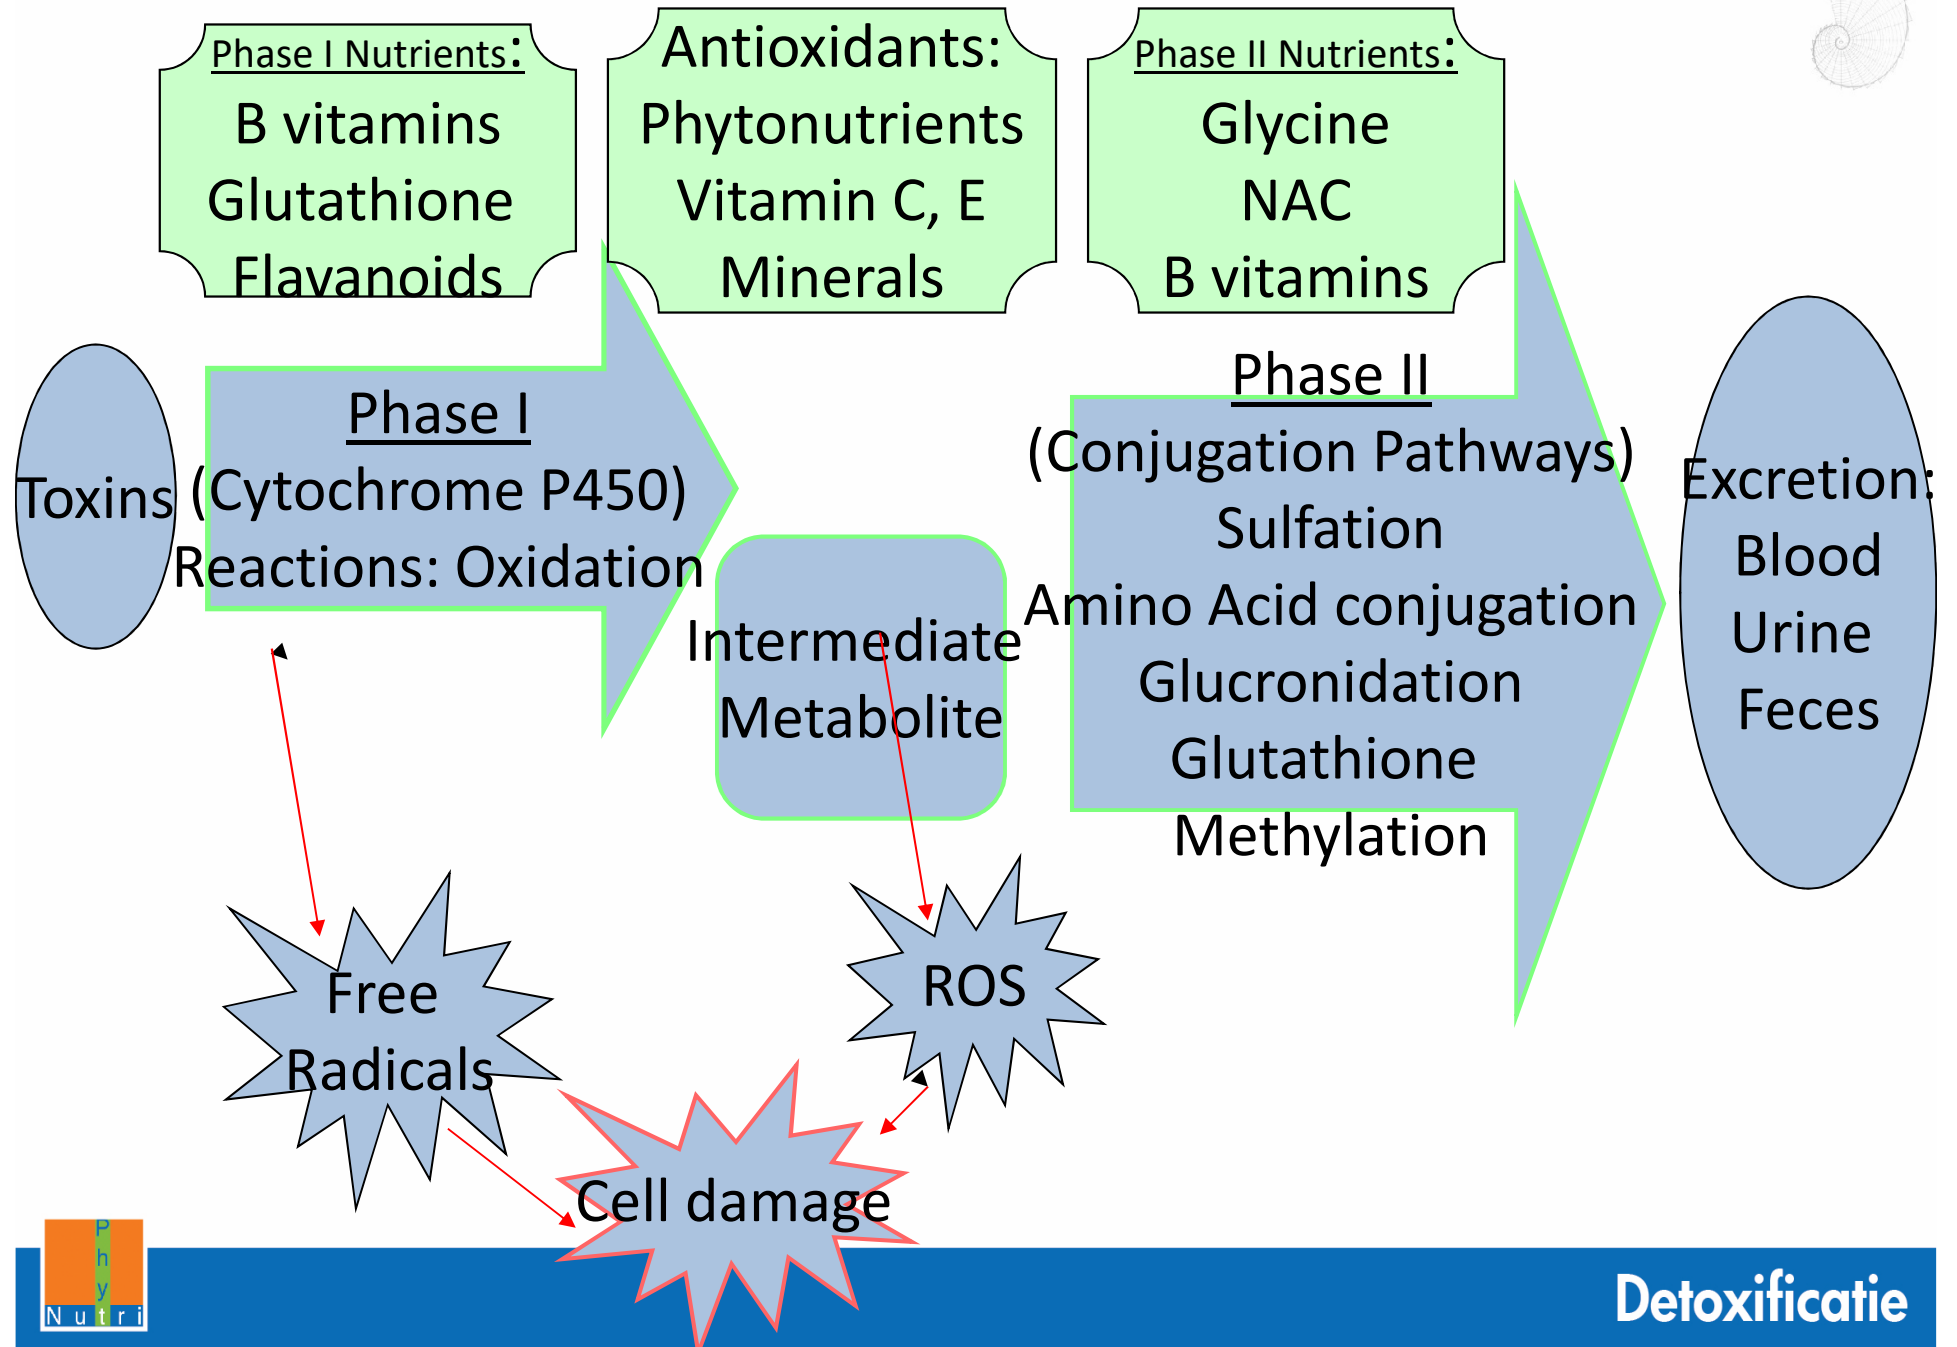 Phase I Nutrients:
B vitamins
Glutathione
Flavanoids
Antioxidants:
Phytonutrients
Vitamin C, E
Minerals
Phase II Nutrients:
Glycine
NAC
B vitamins
Toxins
Phase I
(Cytochrome P450)
Reactions: Oxidation
Intermediate
Metabolite
Phase II
(Conjugation Pathways)
Sulfation
Amino Acid conjugation
Glucronidation
Glutathione
Methylation
Excretion:
Blood
Urine
Feces
Free
Radicals
ROS
Cell damage
Phy
Nutri
Detoxificatie